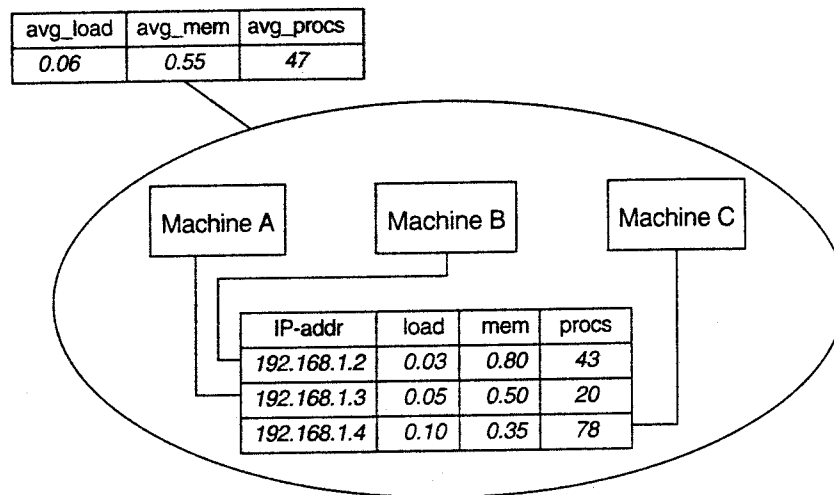 avg_load avg_mem avg_procs
0.06 0.55 47
Machine A Machine B Machine C
IP-addr load mem procs
192.168.1.2 0.03 0.80 43
192.168.1.3 0.05 0.50 20
192.168.1.4 0.10 0.35 78